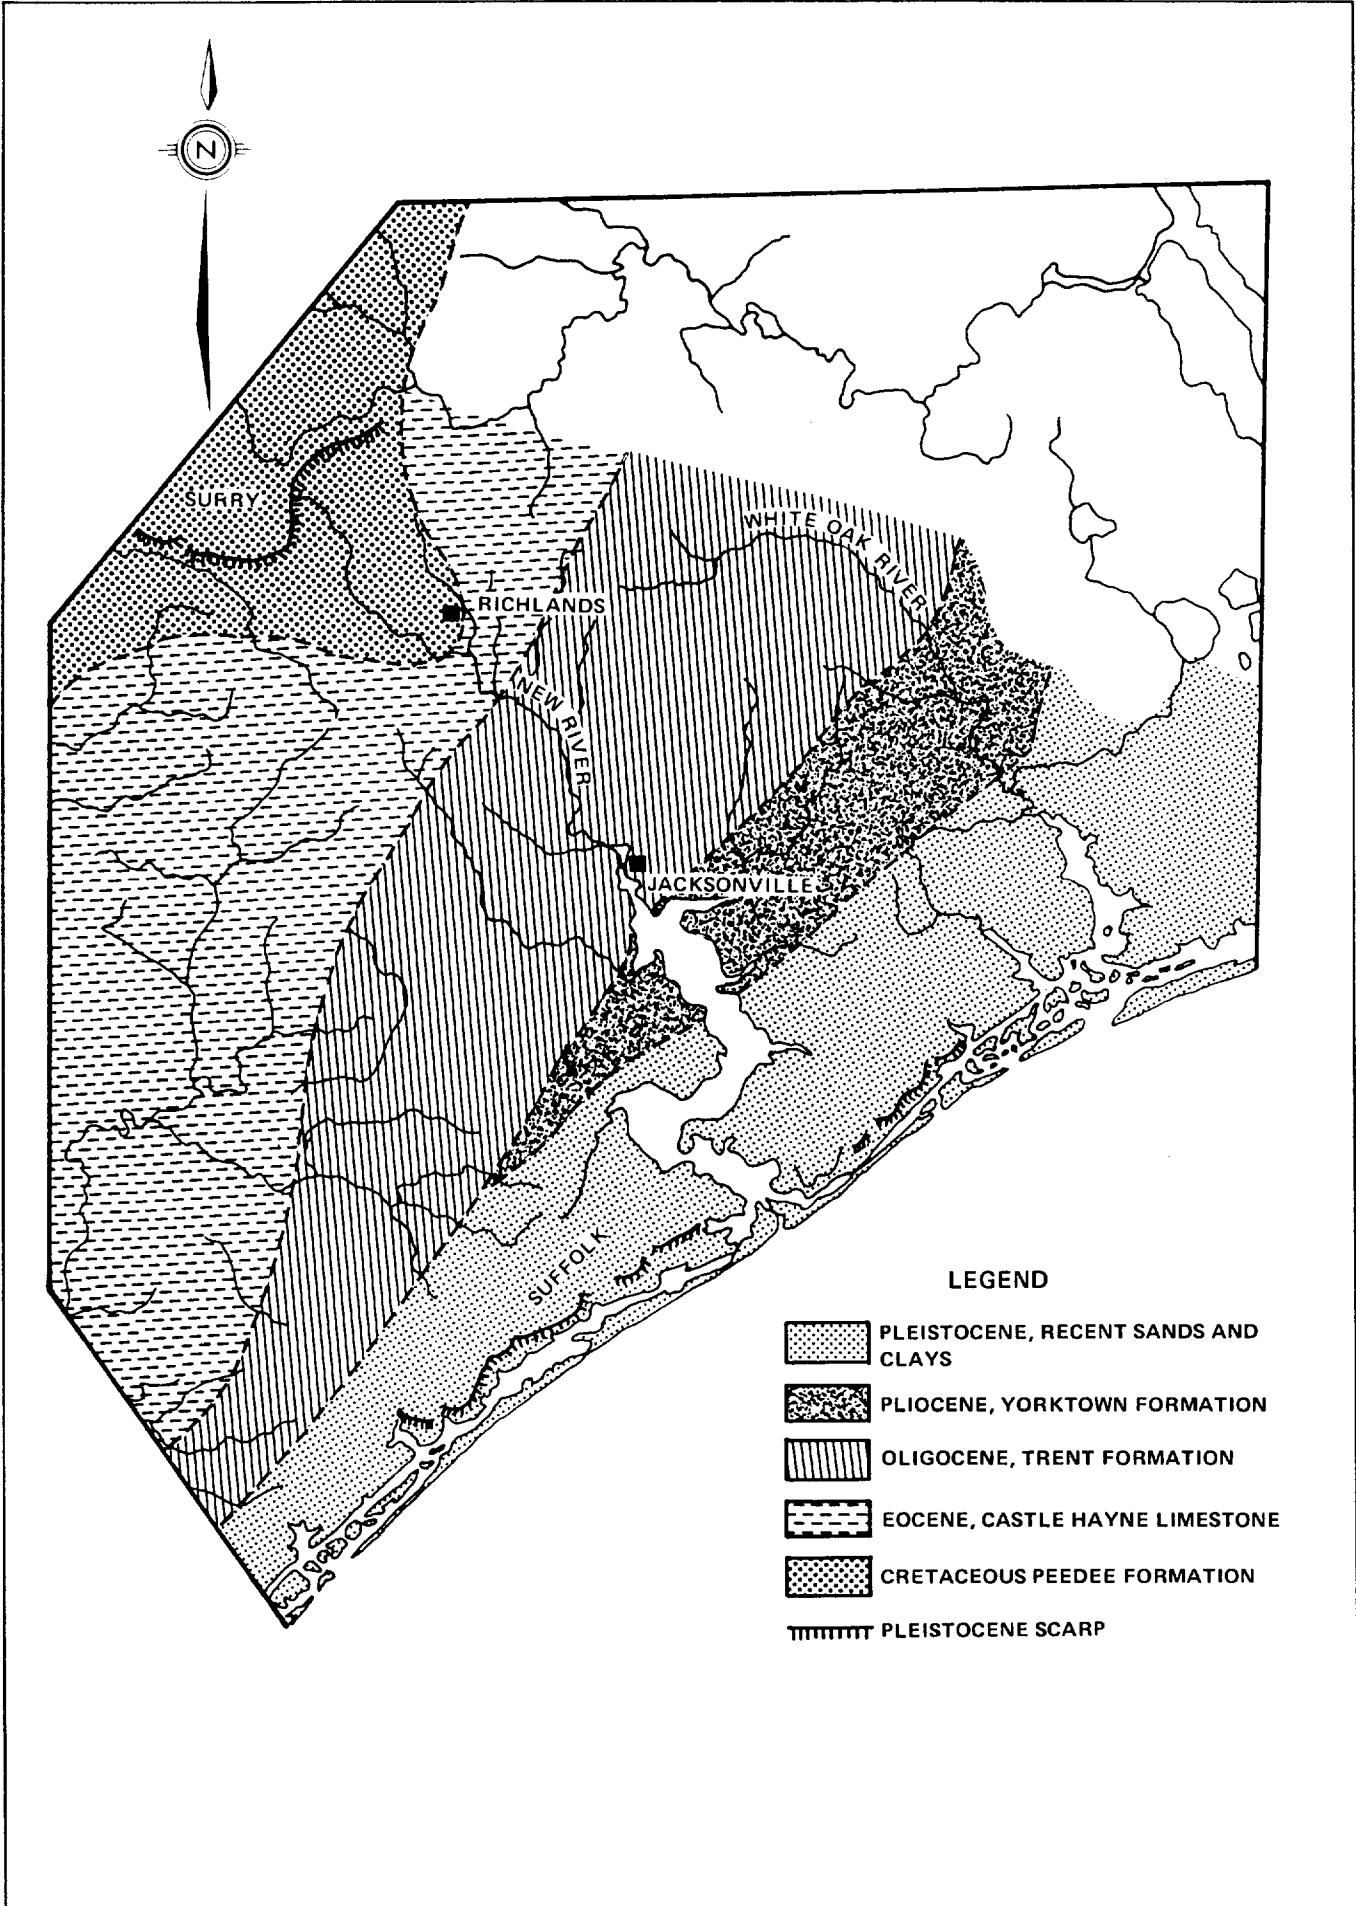 N
SURRY
WHITE OAK RIVER
RICHLANDS
NEW RIVER
JACKSONVILLE
SUFFOLK
LEGEND
PLEISTOCENE, RECENT SANDS AND
CLAYS
PLIOCENE, YORKTOWN FORMATION
OLIGOCENE, TRENT FORMATION
EOCENE, CASTLE HAYNE LIMESTONE
CRETACEOUS PEEDEE FORMATION
PLEISTOCENE SCARP